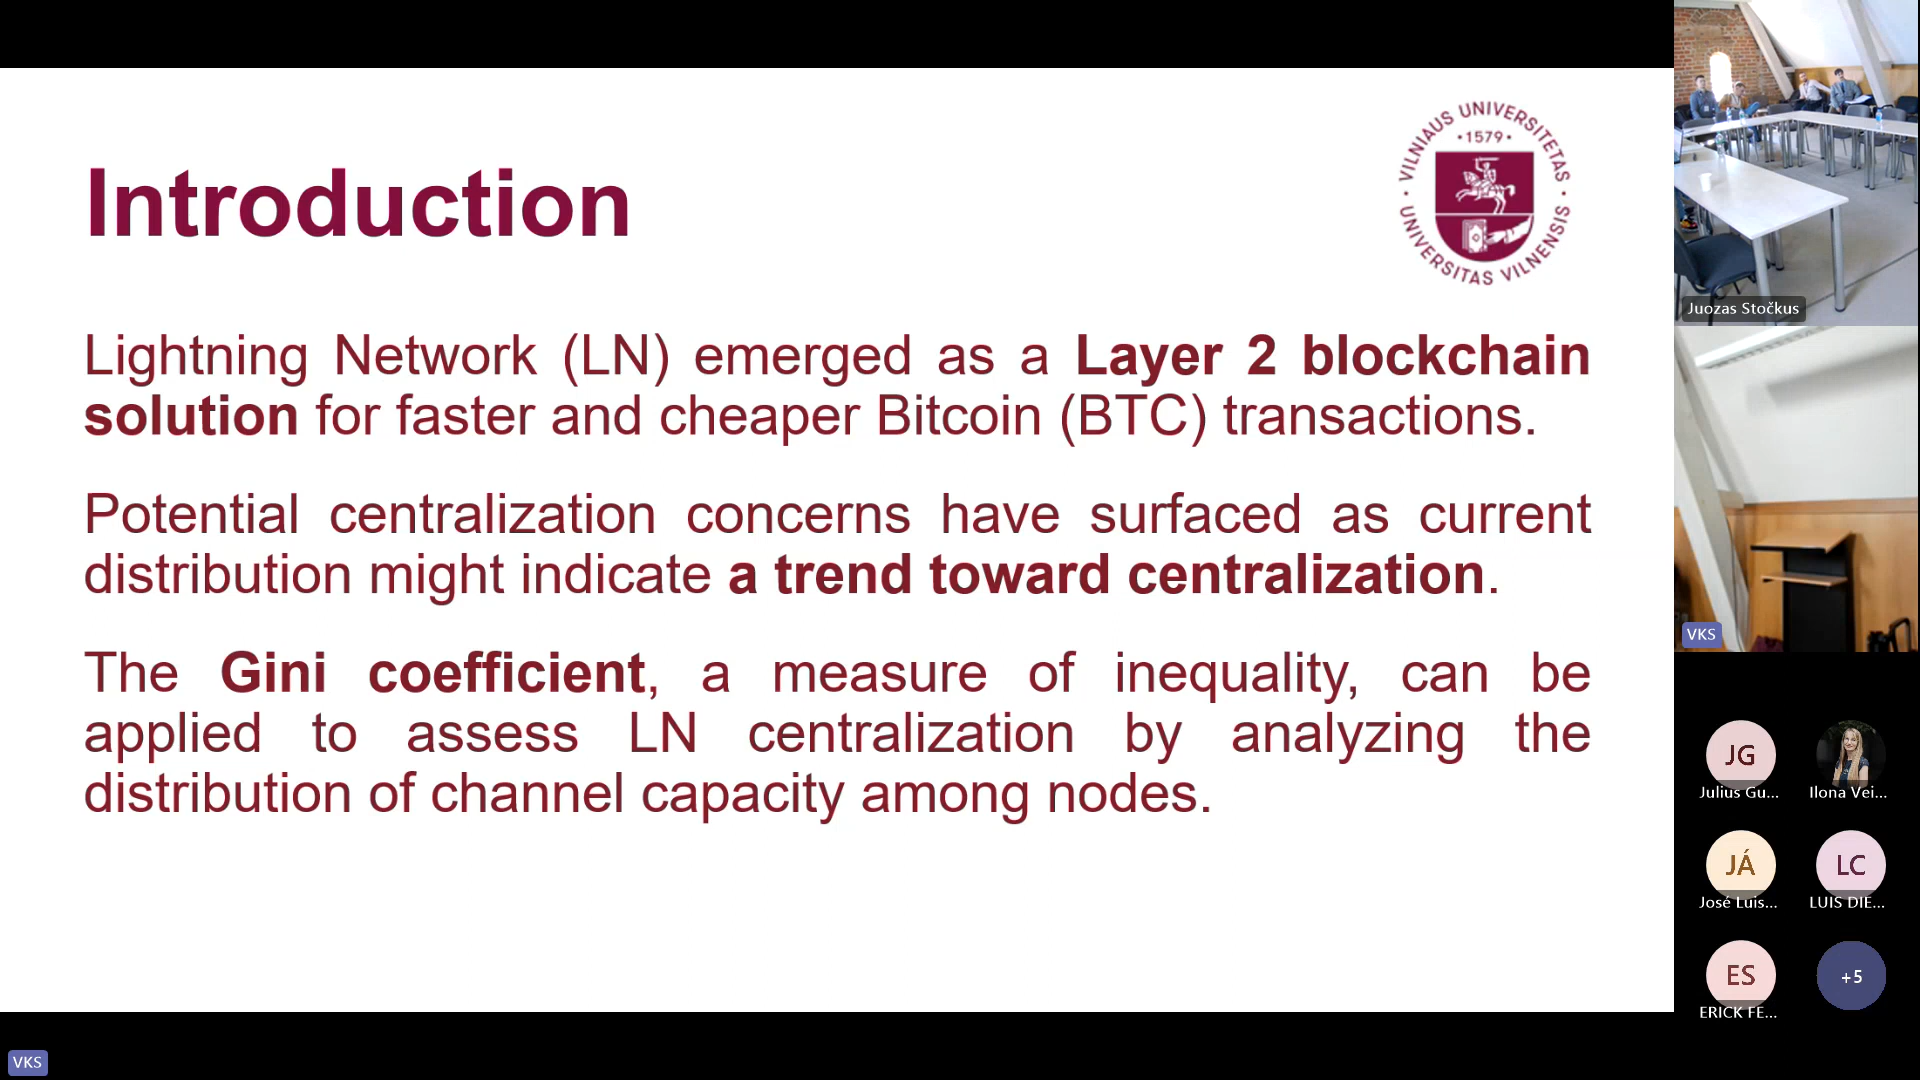 Introduction
VILNIAUS UNIVERSITETAS
· 1579 ·
UNIVERSITAS VILNENSIS
Lightning Network (LN) emerged as a Layer 2 blockchain
solution for faster and cheaper Bitcoin (BTC) transactions.
Potential centralization concerns have surfaced as current
distribution might indicate a trend toward centralization.
The Gini coefficient, a measure of inequality, can be
applied to assess LN centralization by analyzing the
distribution of channel capacity among nodes.
VKS
Juozas Stočkus
VKS
JG
Julius Gu...
Ilona Vei...
JÁ
José Luis...
LC
LUIS DIE...
ES
ERICK FE...
+5